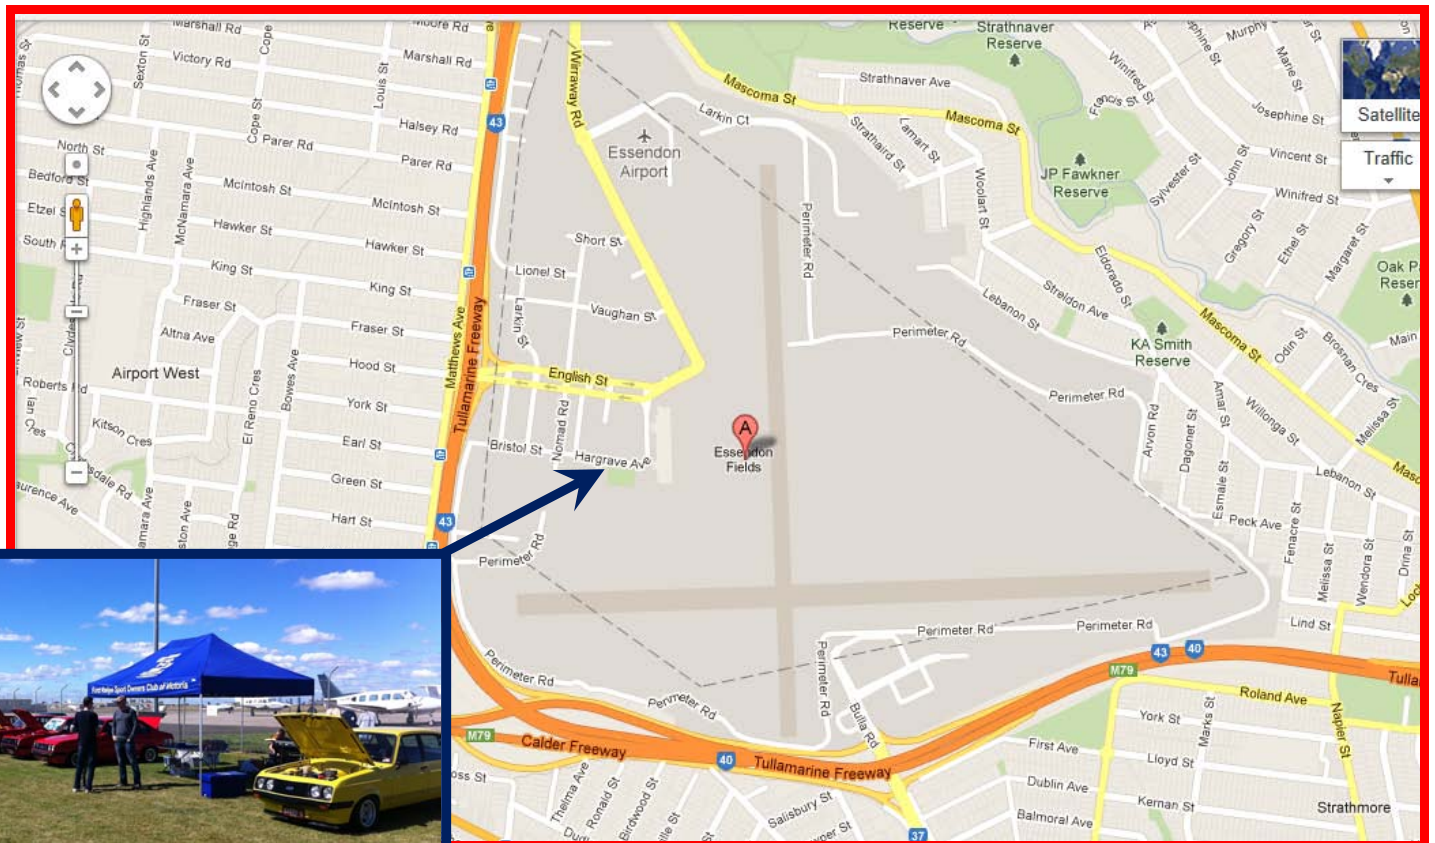 Marshall Rd
Moore Rd
Reserve
Strathnaver
Reserve
Murphy
Victory Rd
Cope
Marshall Rd
Sexton St
Louis St
Wirraway Rd
Mascoma St
Strathnaver Ave
Winifred St
Francis St
Marie St
Josephine St
Satellite
Traffic
North St
Bedford St
Cope St
Parer Rd
Halsey Rd
Parer Rd
43
Essendon
Airport
Larkin Ct
Strathaird St
Lamart St
Mascoma St
JP Fawkner
Reserve
Vincent St
Sylvester St
John St
Winifred St
Highlands Ave
McNamara Ave
McIntosh St
McIntosh St
Woolart St
Hawker St
Hawker St
Short St
Perimeter Rd
Gregory St
Ethel St
Margaret St
King St
King St
Lionel St
Eldorado St
Oak
Fraser St
Fraser St
Larkin St
Vaughan St
Lebanon St
Streldon Ave
Altna Ave
Matthews Ave
Tullamarine Freeway
Perimeter Rd
KA Smith
Reserve
Mascoma St
Odin St
Brosnan Cres
Main
Airport West
Hood St
English St
Roberts Rd
El Reno Cres
Bowes Ave
York St
Nomad Rd
Perimeter Rd
Amar St
Willonga St
Melissa St
Kitson Cres
Earl St
Bristol St
Hargrave Ave
A
Essendon
Fields
Arvon Rd
Dagonet St
Esmale St
Lebanon St
Green St
Hart St
43
Peck Ave
Fenacre St
Melissa St
Wendora St
Drina St
Perimeter Rd
Lind St
Perimeter Rd
Perimeter Rd
43
40
M79
Perimeter Rd
Perimeter Rd
Perimeter Rd
Bulla Rd
Roland Ave
York St
Marks St
Napier St
M79
Calder Freeway
40
Tullamarine Freeway
First Ave
Lloyd St
Dublin Ave
Kernan St
Strathmore
Thelma Ave
Ronald St
Birdwood St
Salisbury St
Balmoral Ave
37
Ford Escort Sport Owners Club of Victoria